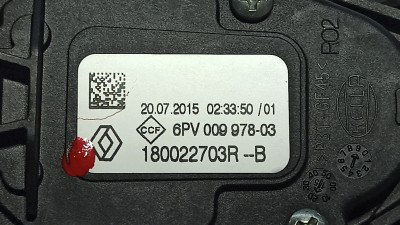 20.07.2015 02:33:50 /01
CCF 6PV 009 978-03
180022703R --B
HELLA
R02